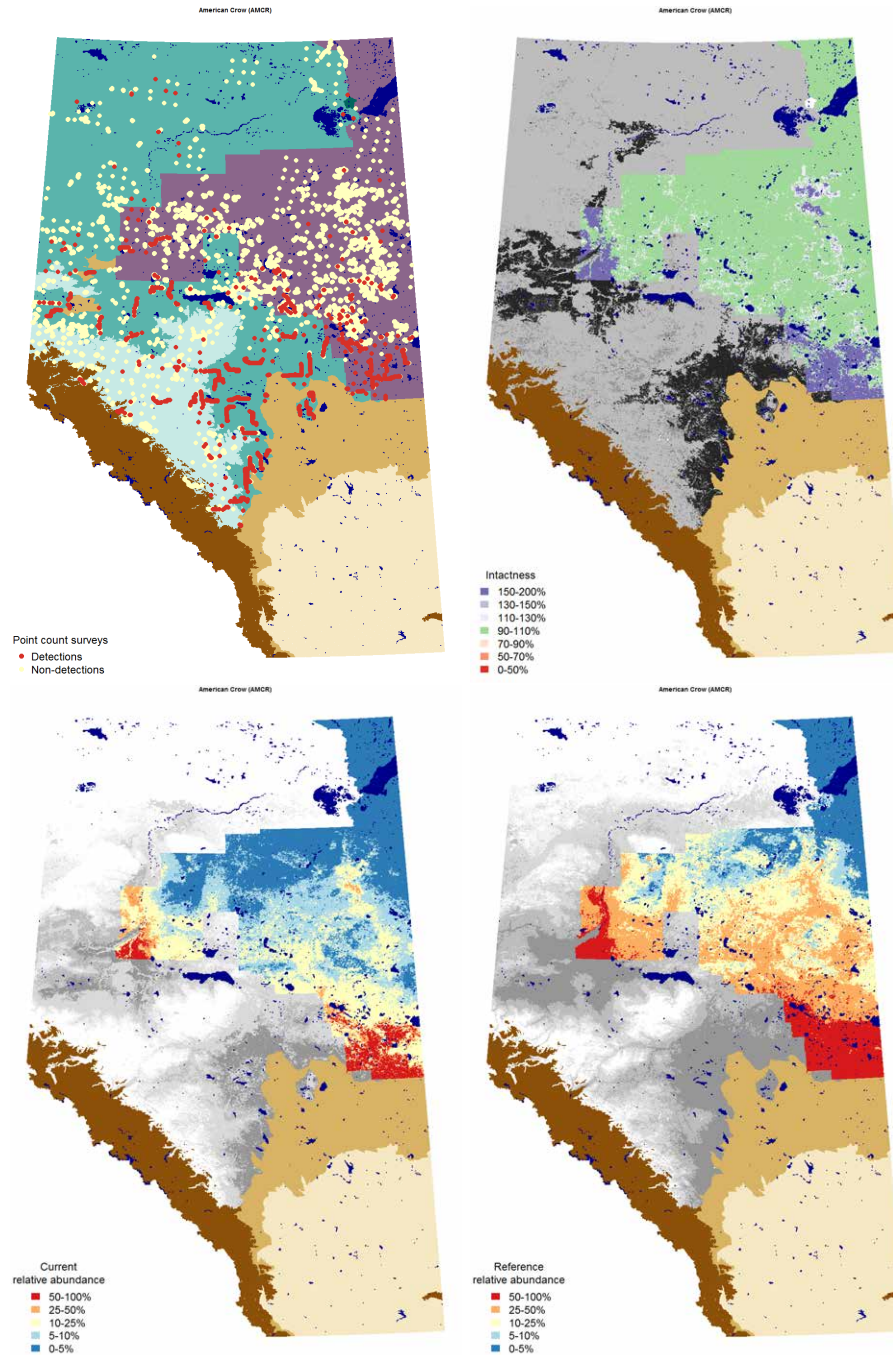 American Crow (AMCR)
Point count surveys
Detections
Non-detections
American Crow (AMCR)
Intactness
150-200%
130-150%
110-130%
90-110%
70-90%
50-70%
0-50%
American Crow (AMCR)
Current
relative abundance
50-100%
25-50%
10-25%
5-10%
0-5%
American Crow (AMCR)
Reference
relative abundance
50-100%
25-50%
10-25%
5-10%
0-5%